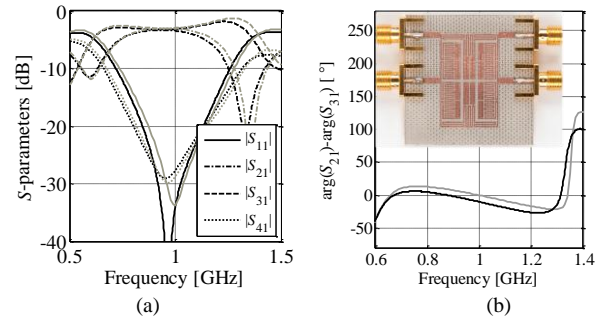 (a)
0
-10
-20
-30
-40
S-parameters [dB]
|S11|
|S21|
|S31|
|S41|
0.5
1
1.5
Frequency [GHz]
(a)
(b)
250
200
150
100
50
0
-50
arg(S21)-arg(S31) [°]
0.6
0.8
1
1.2
1.4
Frequency [GHz]
(b)